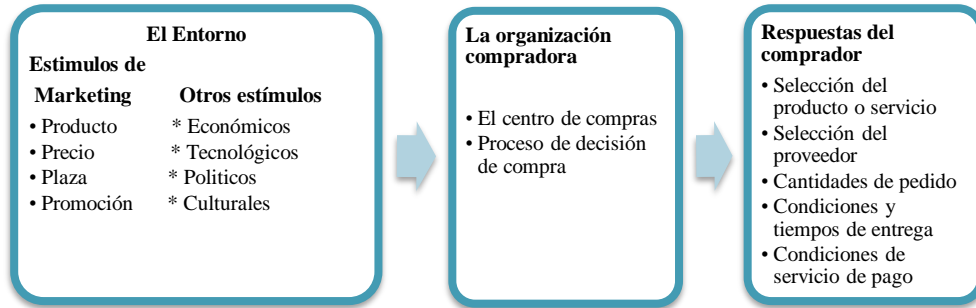 El Entorno
Estimulos de
Marketing
• Producto
• Precio
• Plaza
• Promoción
Otros estímulos
* Económicos
* Tecnológicos
* Politicos
* Culturales
La organización
compradora
• El centro de compras
• Proceso de decisión
de compra
Respuestas del
comprador
• Selección del
producto o servicio
• Selección del
proveedor
• Cantidades de pedido
• Condiciones y
tiempos de entrega
• Condiciones de
servicio de pago